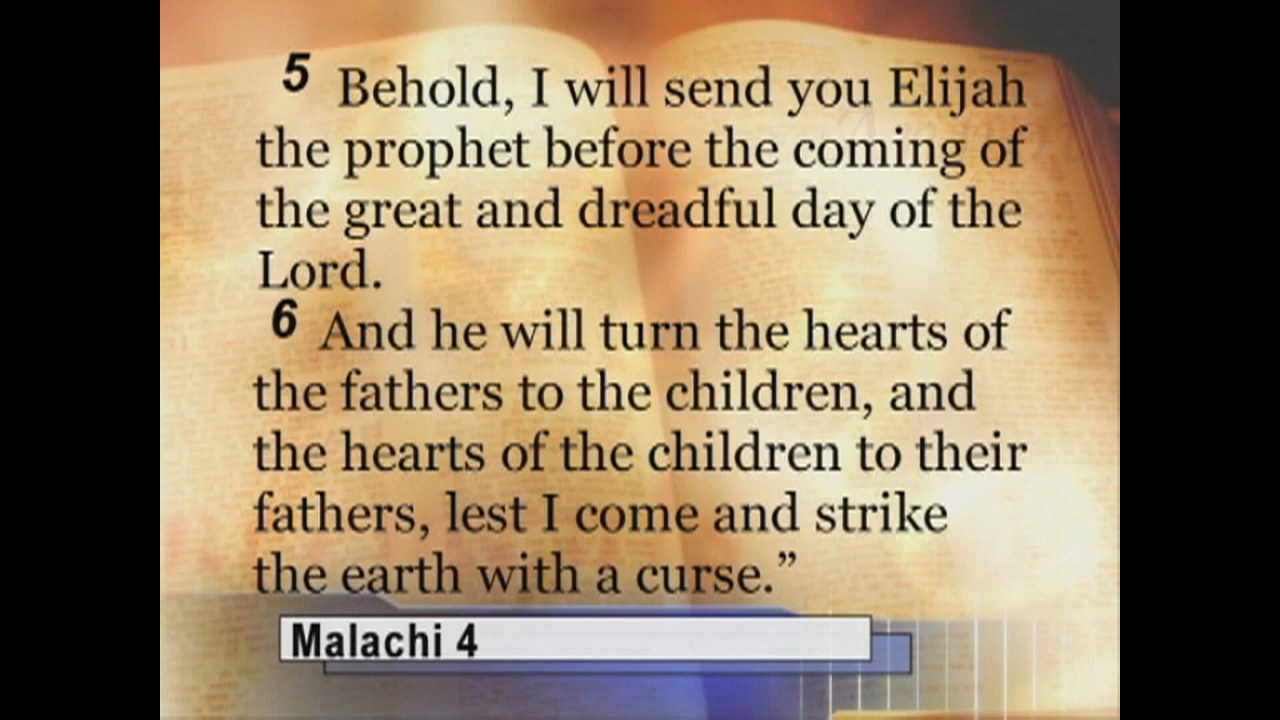 5 Behold, I will send you Elijah
the prophet before the coming of
the great and dreadful day of the
Lord.
6 And he will turn the hearts of
the fathers to the children, and
the hearts of the children to their
fathers, lest I come and strike
the earth with a curse.”
Malachi 4